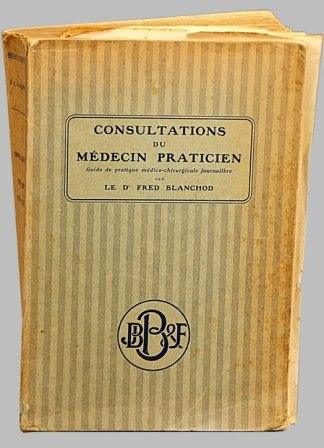 CONSULTATIONS
DU
MÉDECIN PRATICIEN
Guide de pratique médico-chirurgicale journalière
PAR
LE Dr FRED BLANCHOD
JBB&F.